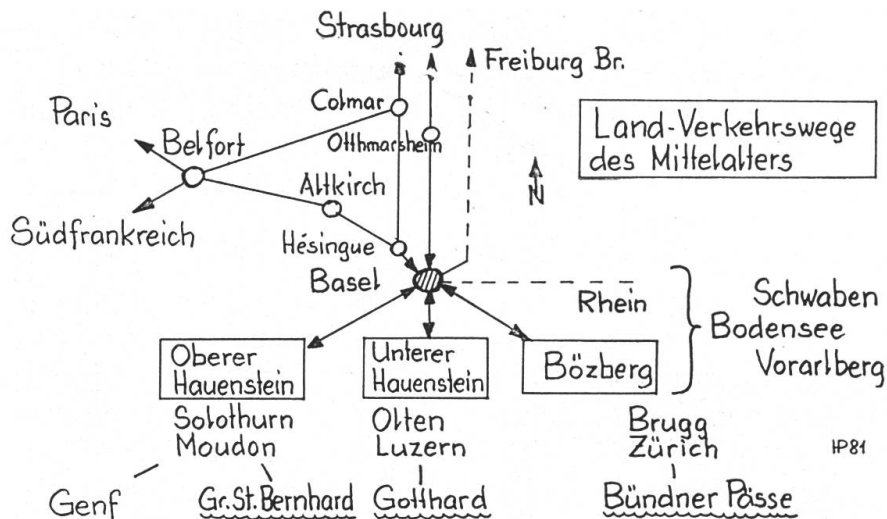 Strasbourg
Freiburg Br.
Colmar
Paris
Belfort
Otthmarsheim
Land-Verkehrswege
des Mittelalters
Altkirch
N
Südfrankreich
Hésingue
Basel
Rhein
Schwaben
Bodensee
Vorarlberg
Oberer
Hauenstein
Unterer
Hauenstein
Bözberg
Solothurn
Moudon
Olten
Luzern
Brugg
Zürich
HP81
Genf
Gr.St.Bernhard
Gotthard
Bündner Pässe